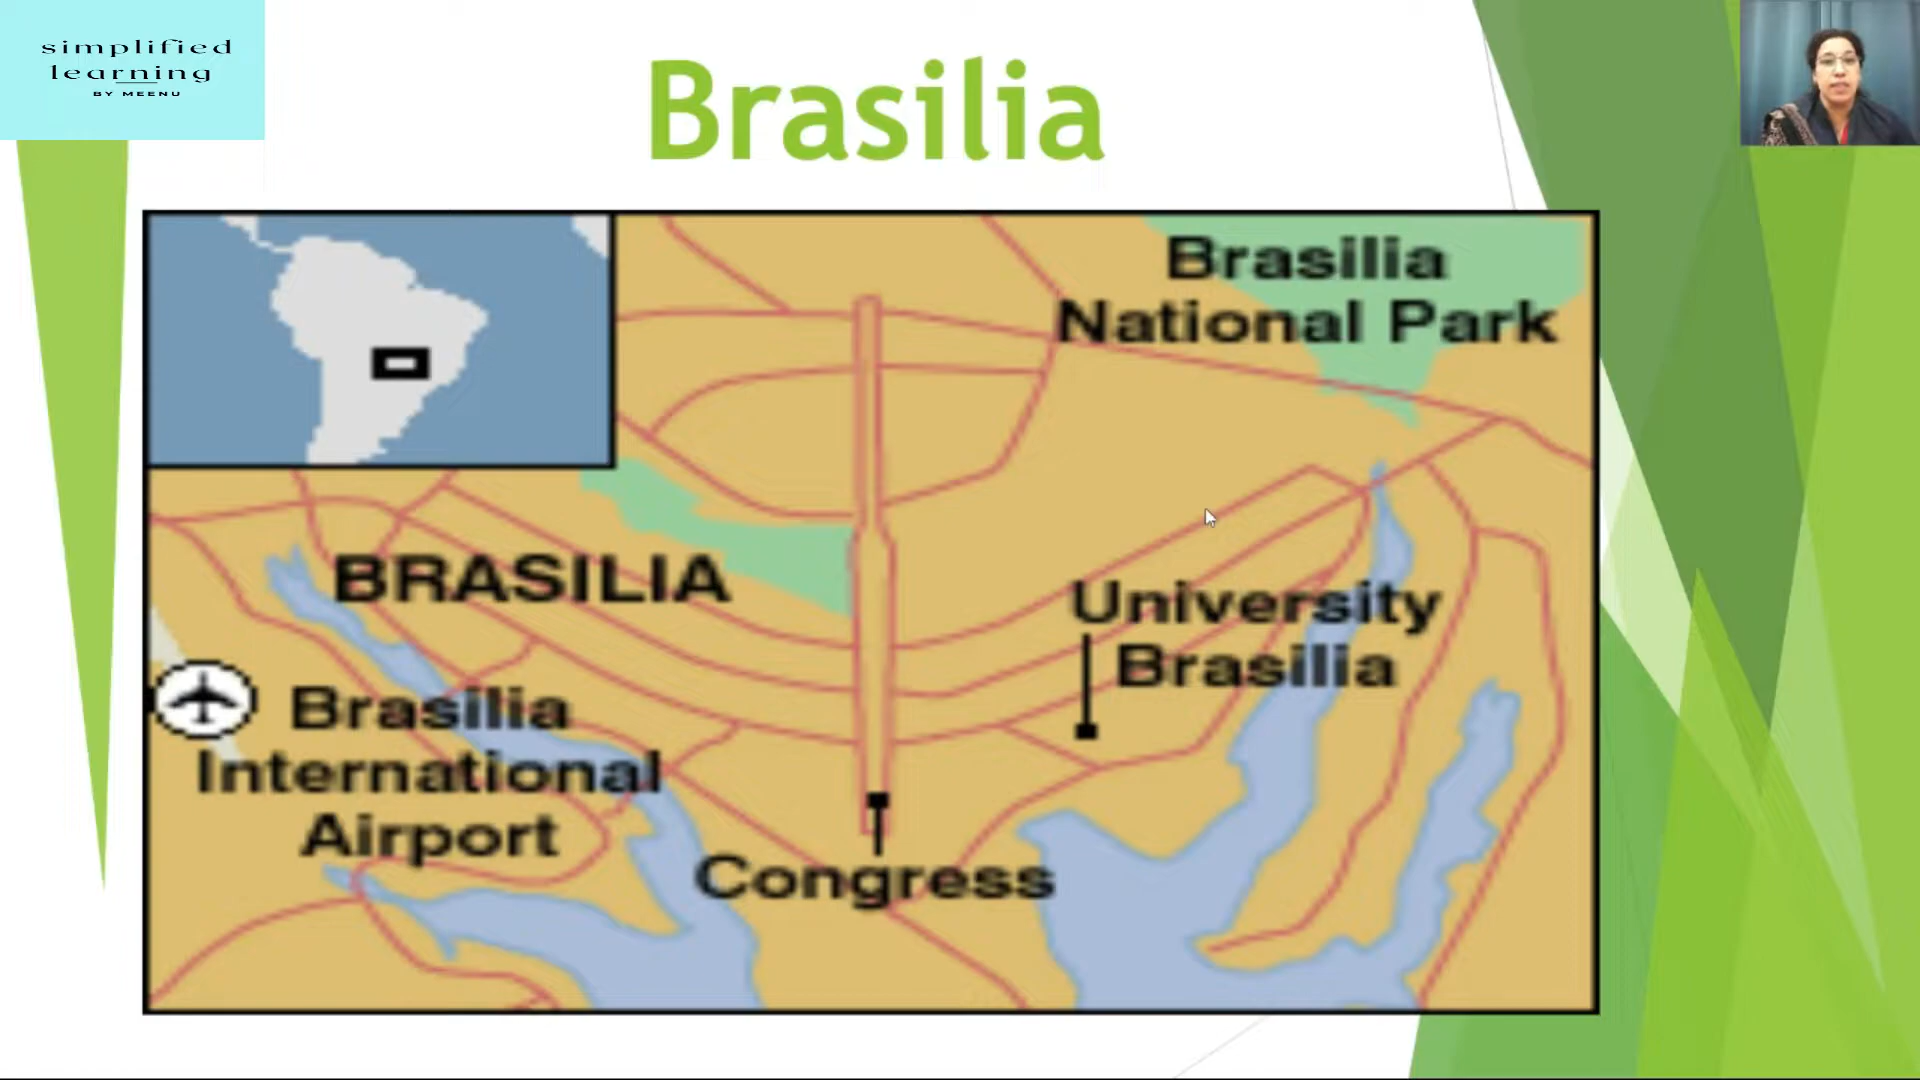 simplified
learning
BY MEENU
Brasilia
Brasilia
National Park
BRASILIA
University
Brasilia
Brasilia
International
Airport
Congress